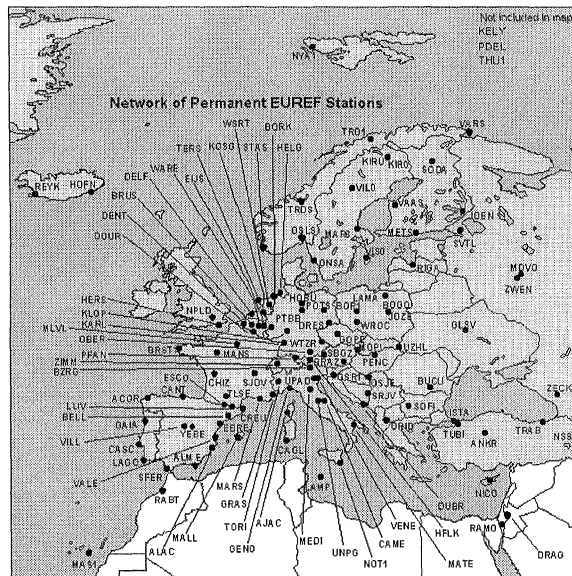 Not included in map
KELY
PDEL
THU1
NYA1
Network of Permanent EUREF Stations
WSRT BORK
TERS KOSG STAS HELG
DELF WARE EUS
BRUS
DENT
DOUR
VARS
TRO1
KIRU KIR0
SODA
REYK HOFN
VIL0
TRDS
VAAS
JOEN
OSLS
MAR6
METS
SVTL
ONSA
VIS0
RIGA
MDVO
ZWEN
HERS
KLOP
KARL
MLVL
OBER
PFAN
ZIMM
BZRG
NPLD
HOBU
POTS
BOR1
LAMA
BOGO
JOZE
PTBB
DRES
WROC
GLSV
GOPE
WTZR
BRST
MANS
SBGZ
UZHL
GRAZ
PENC
ESCO
CANT
CHIZ
SJDV
UPAD
OSJE
BUCU
ZECK
ACOR
TLSE
SRJV
SOFI
LLIV
BELL
CREU
GAIA
VILL
YEBE
EBRE
ISTA
ORID
TUBI
ANKR
TRAB
NSSP
CASC
LAGO
VALE
ALME
CAGL
SFER
RABT
MARS
GRAS
LAMP
NICO
MAS1
ALAC
MALL
TORI
AJAC
GENO
MEDI
UNPG
NOT1
CAME
VENE
HFLK
DUBR
MATE
RAMO
DRAG